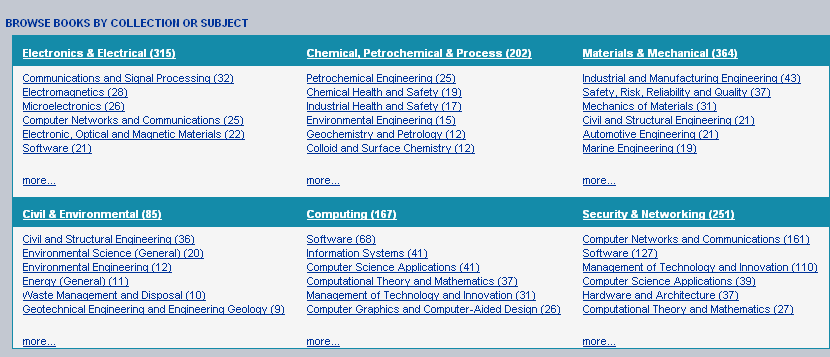 BROWSE BOOKS BY COLLECTION OR SUBJECT
Electronics & Electrical (315)
Communications and Signal Processing (32)
Electromagnetics (28)
Microelectronics (26)
Computer Networks and Communications (25)
Electronic, Optical and Magnetic Materials (22)
Software (21)
more...
Chemical, Petrochemical & Process (202)
Petrochemical Engineering (25)
Chemical Health and Safety (19)
Industrial Health and Safety (17)
Environmental Engineering (15)
Geochemistry and Petrology (12)
Colloid and Surface Chemistry (12)
more...
Materials & Mechanical (364)
Industrial and Manufacturing Engineering (43)
Safety, Risk, Reliability and Quality (37)
Mechanics of Materials (31)
Civil and Structural Engineering (21)
Automotive Engineering (21)
Marine Engineering (19)
more...
Civil & Environmental (85)
Civil and Structural Engineering (36)
Environmental Science (General) (20)
Environmental Engineering (12)
Energy (General) (11)
Waste Management and Disposal (10)
Geotechnical Engineering and Engineering Geology (9)
more...
Computing (167)
Software (68)
Information Systems (41)
Computer Science Applications (41)
Computational Theory and Mathematics (37)
Management of Technology and Innovation (31)
Computer Graphics and Computer-Aided Design (26)
more...
Security & Networking (251)
Computer Networks and Communications (161)
Software (127)
Management of Technology and Innovation (110)
Computer Science Applications (39)
Hardware and Architecture (37)
Computational Theory and Mathematics (27)
more...